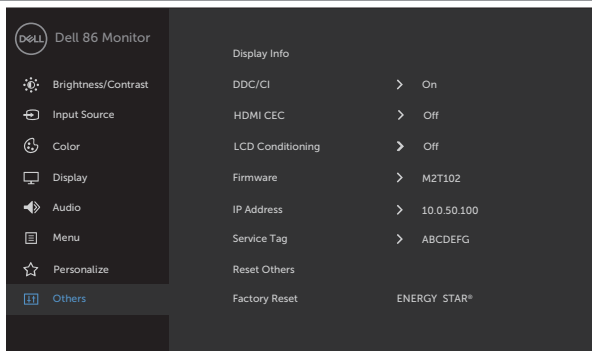 DELL
Dell 86 Monitor
Display Info
Brightness/Contrast
DDC/CI
On
Input Source
HDMI CEC
Off
Color
LCD Conditioning
Off
Display
Firmware
M2T102
Audio
IP Address
10.0.50.100
Menu
Service Tag
ABCDEFG
Personalize
Reset Others
Others
Factory Reset
ENERGY STAR®